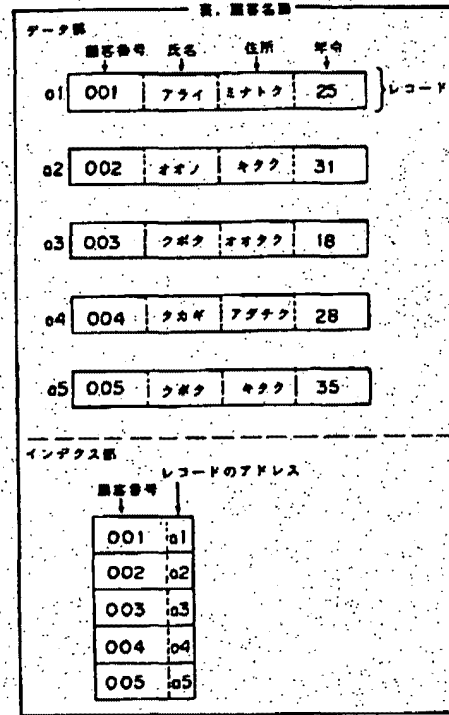 表．顧客名簿
データ部
顧客番号 氏名 住所 年令
a1 001 アライ ミナトク 25 レコード
a2 002 オオノ キタク 31
a3 003 クボタ オオタク 18
a4 004 タカギ アダチク 28
a5 005 クボタ キタク 35
インデクス部
レコードのアドレス
顧客番号
001 a1
002 a2
003 a3
004 a4
005 a5